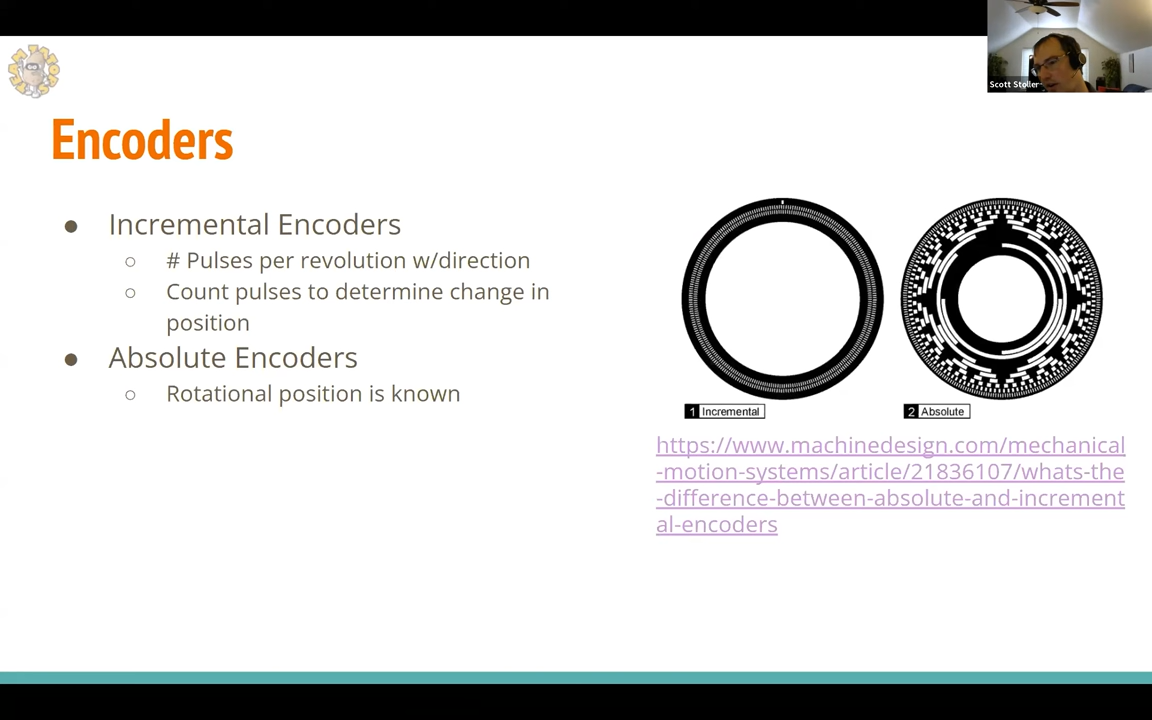 Scott Stoller
Encoders
● Incremental Encoders
○ # Pulses per revolution w/direction
○ Count pulses to determine change in
position
● Absolute Encoders
○ Rotational position is known
1 Incremental
2 Absolute
https://www.machinedesign.com/mechanical
-motion-systems/article/21836107/whats-the
-difference-between-absolute-and-increment
al-encoders